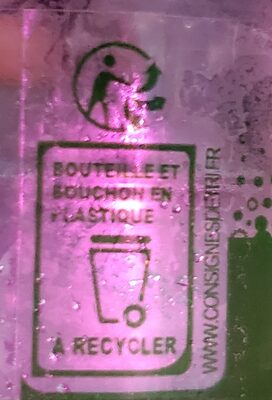 BOUTEILLE ET
BOUCHON EN
PLASTIQUE
À RECYCLER
WWW.CONSIGNESDETRI.FR